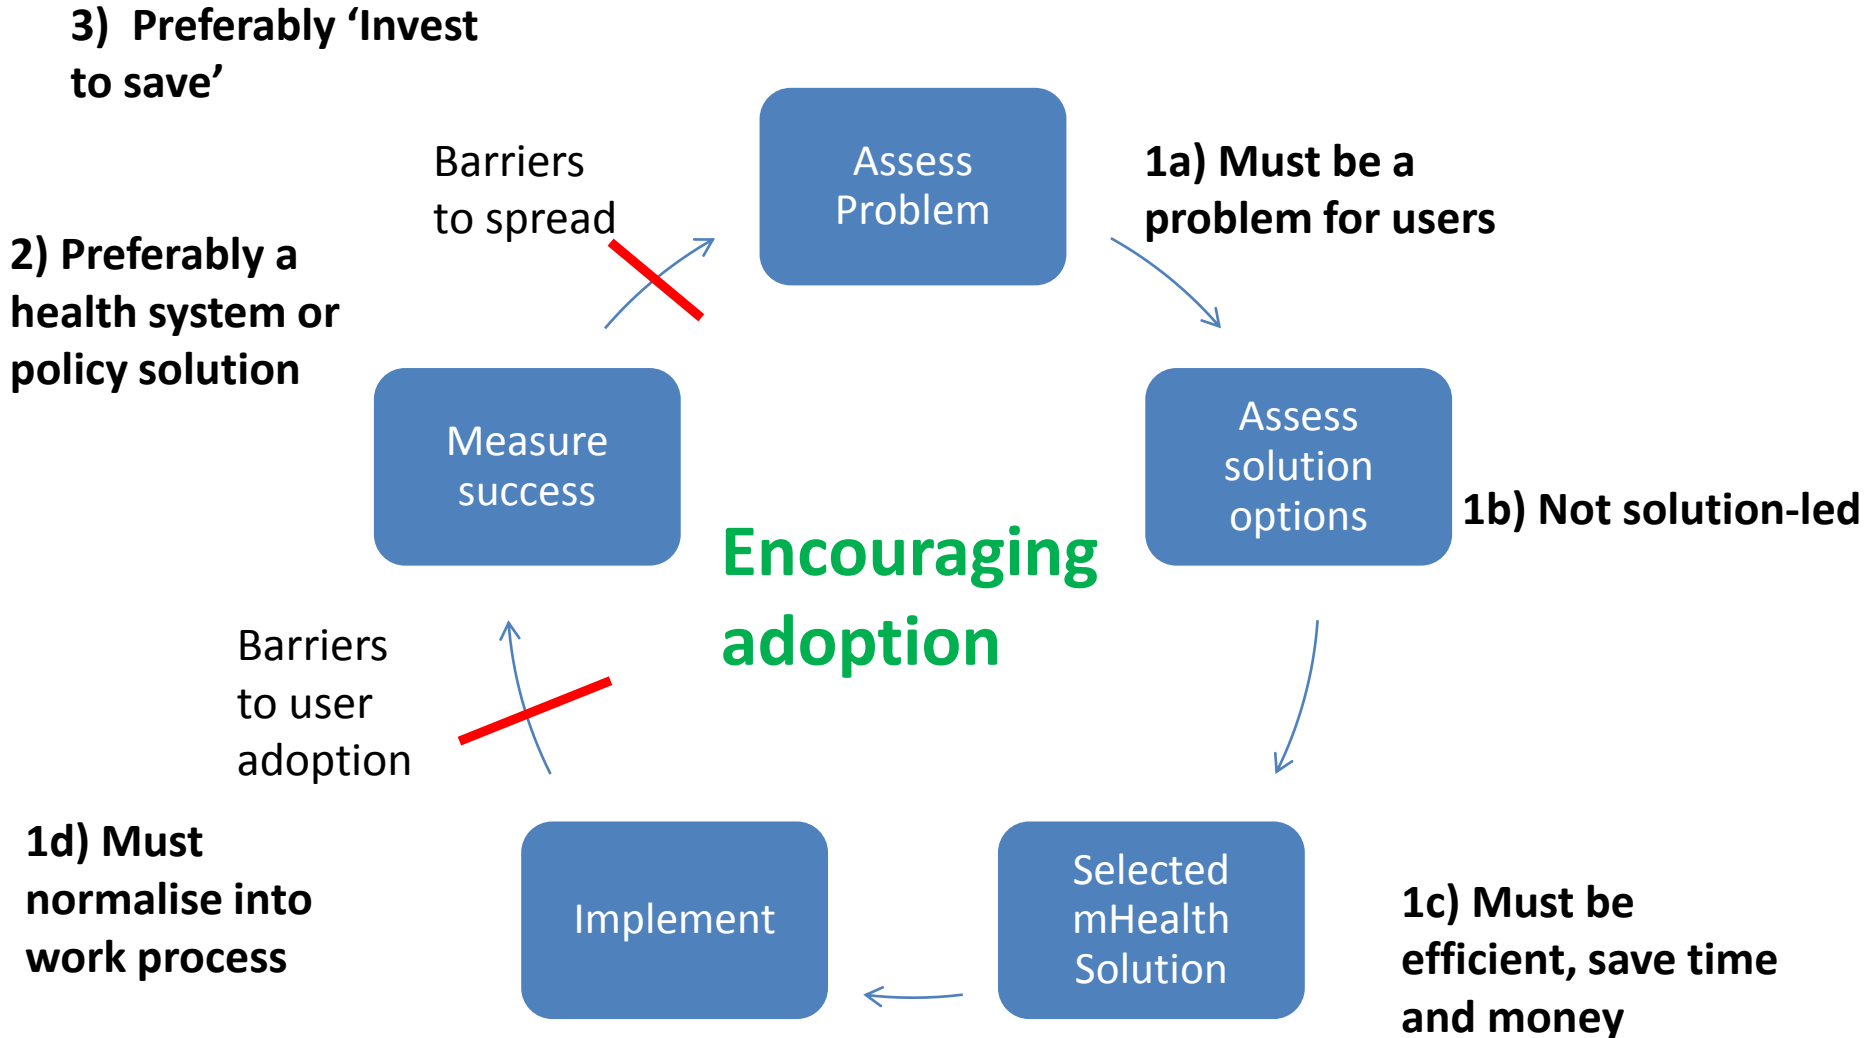 3)  Preferably ‘Invest
to save’
Barriers
to spread
Assess
Problem
1a) Must be a
problem for users
2) Preferably a
health system or
policy solution
Measure
success
Assess
solution
options
1b) Not solution-led
Encouraging
adoption
Barriers
to user
adoption
1d) Must
normalise into
work process
Implement
Selected
mHealth
Solution
1c) Must be
efficient, save time
and money